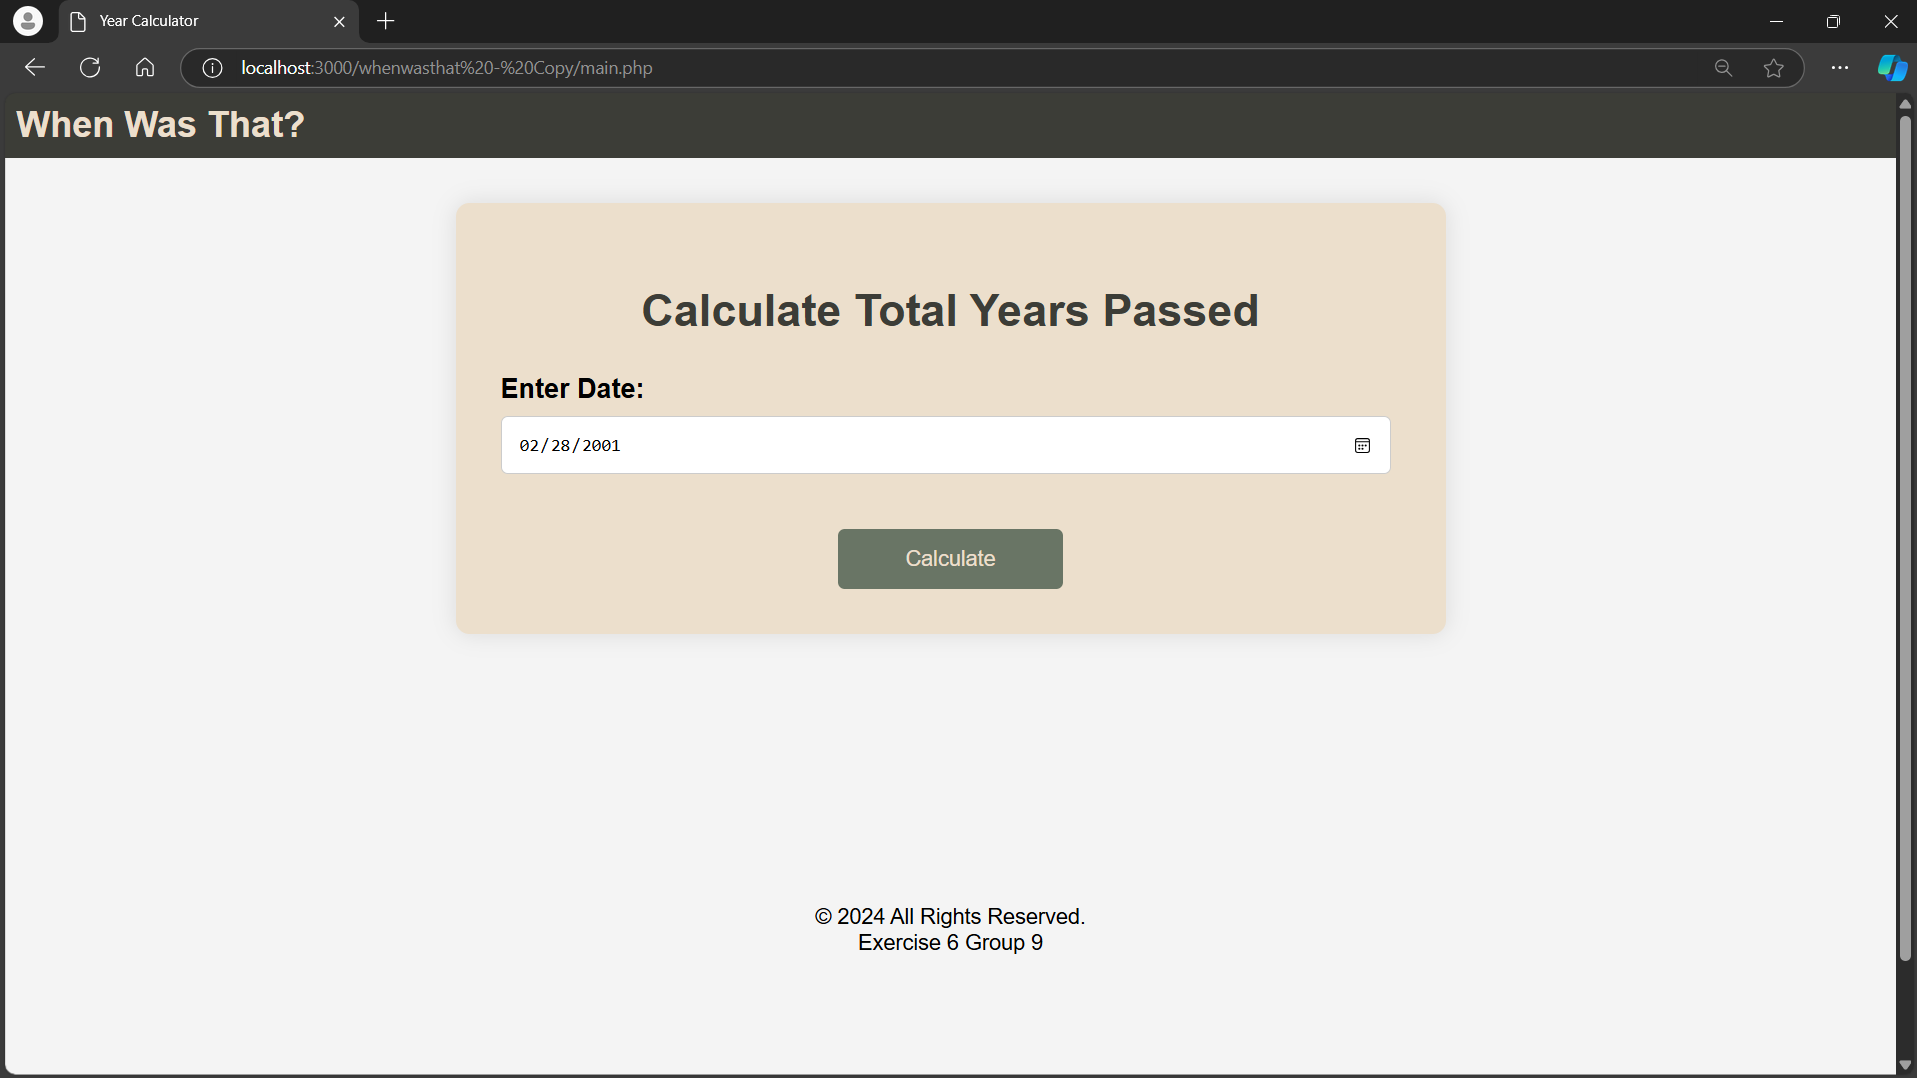 Year Calculator
localhost:3000/whenwasthat%20-%20Copy/main.php
When Was That?
Calculate Total Years Passed
Enter Date:
02/28/2001
Calculate
© 2024 All Rights Reserved.
Exercise 6 Group 9